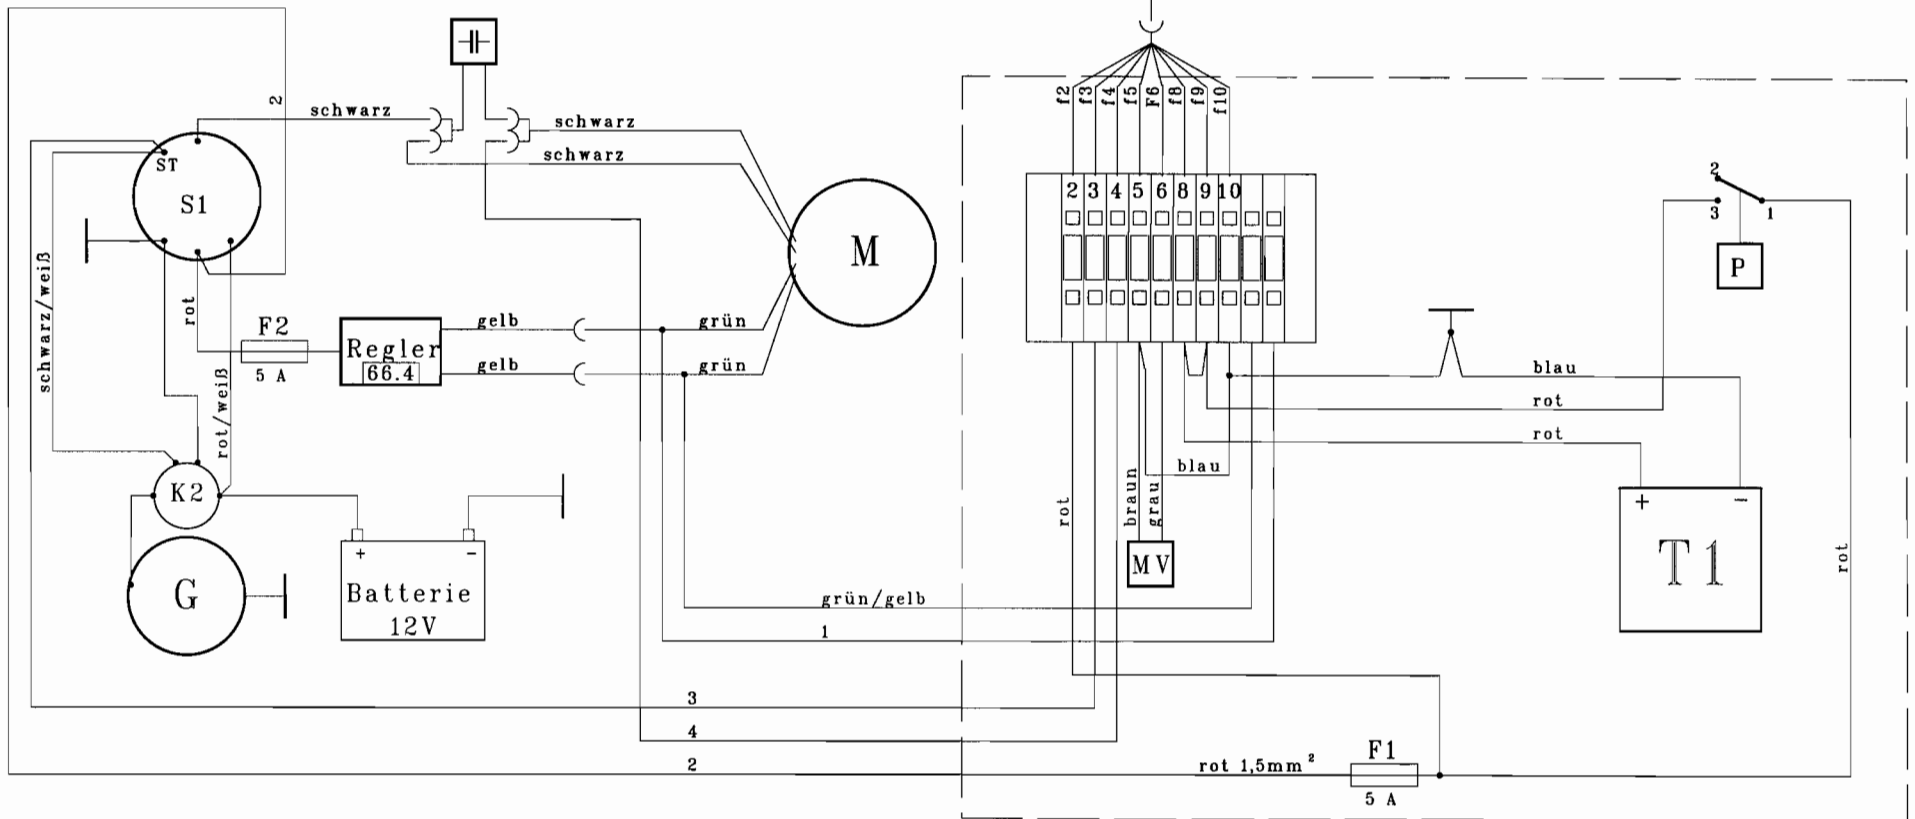 2
schwarz
schwarz
schwarz
ST
S1
schwarz/weiß
rot
rot/weiß
F2
5 A
Regler
66.4
gelb
gelb
grün
grün
M
K2
G
+ −
Batterie
12V
f2 f3 f4 f5 F6 f8 f9 f10
2 3 4 5 6 8 9 10
2
3
1
P
blau
rot
rot
blau
rot
braun
grau
MV
+ −
T1
rot
grün/gelb
1
3
4
2
rot 1,5mm²
F1
5 A